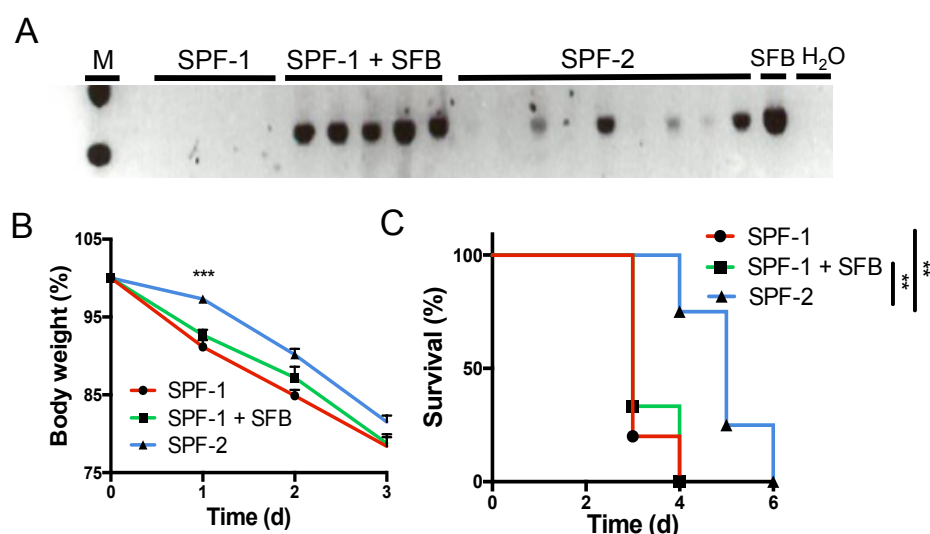 A
M SPF-1 SPF-1 + SFB SPF-2 SFB H₂O
B
105
95
85
75
Body weight (%)
***
SPF-1
SPF-1 + SFB
SPF-2
0 1 2 3
Time (d)
C
100
50
0
Survival (%)
SPF-1
SPF-1 + SFB
SPF-2
**
**
0 2 4 6
Time (d)